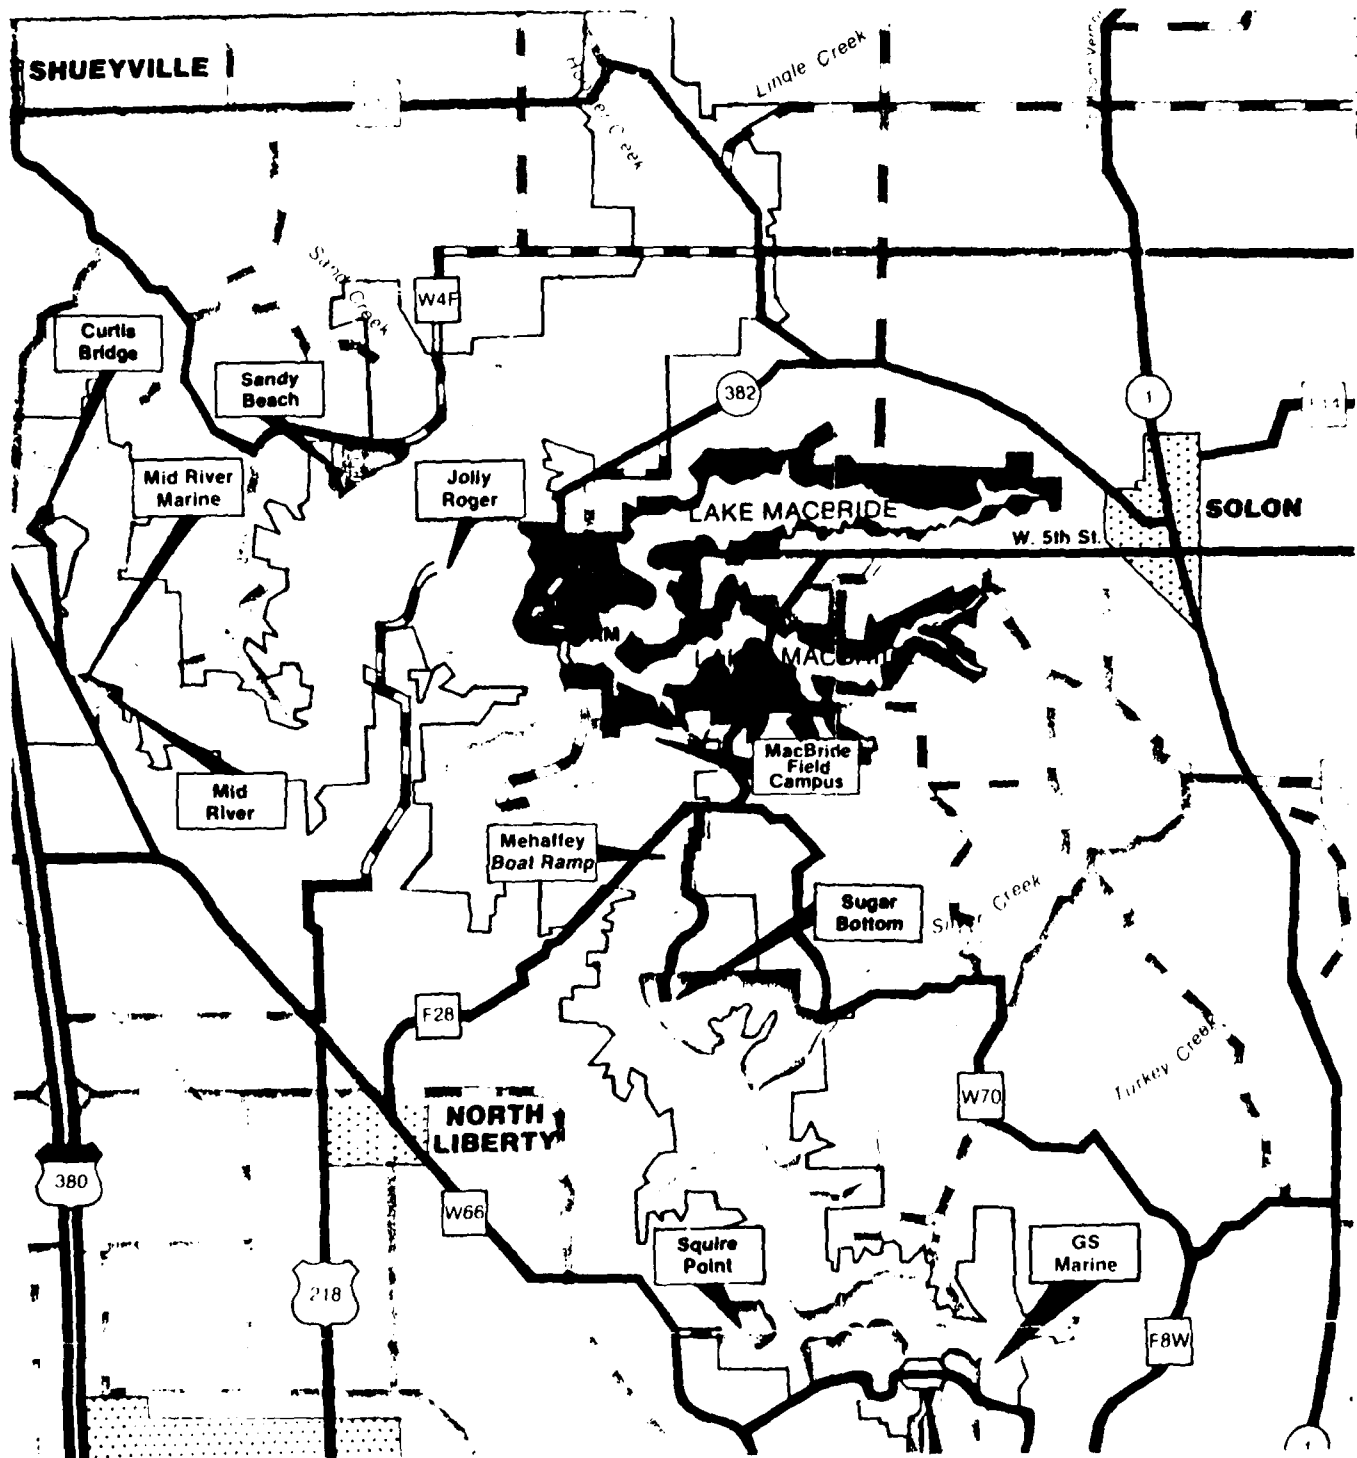 SHUEYVILLE
Creek
Creek
W4F
Curtis
Bridge
Sandy
Beach
382
1
Mid River
Marine
Jolly
Roger
LAKE MACBRIDE
SOLON
W. 5th St.
MacBride
Field
Campus
Mid
River
Mehaffey
Boat Ramp
Sugar
Bottom
Creek
F28
Turkey Creek
W70
NORTH
LIBERTY
380
W66
Squire
Point
GS
Marine
218
F8W
1